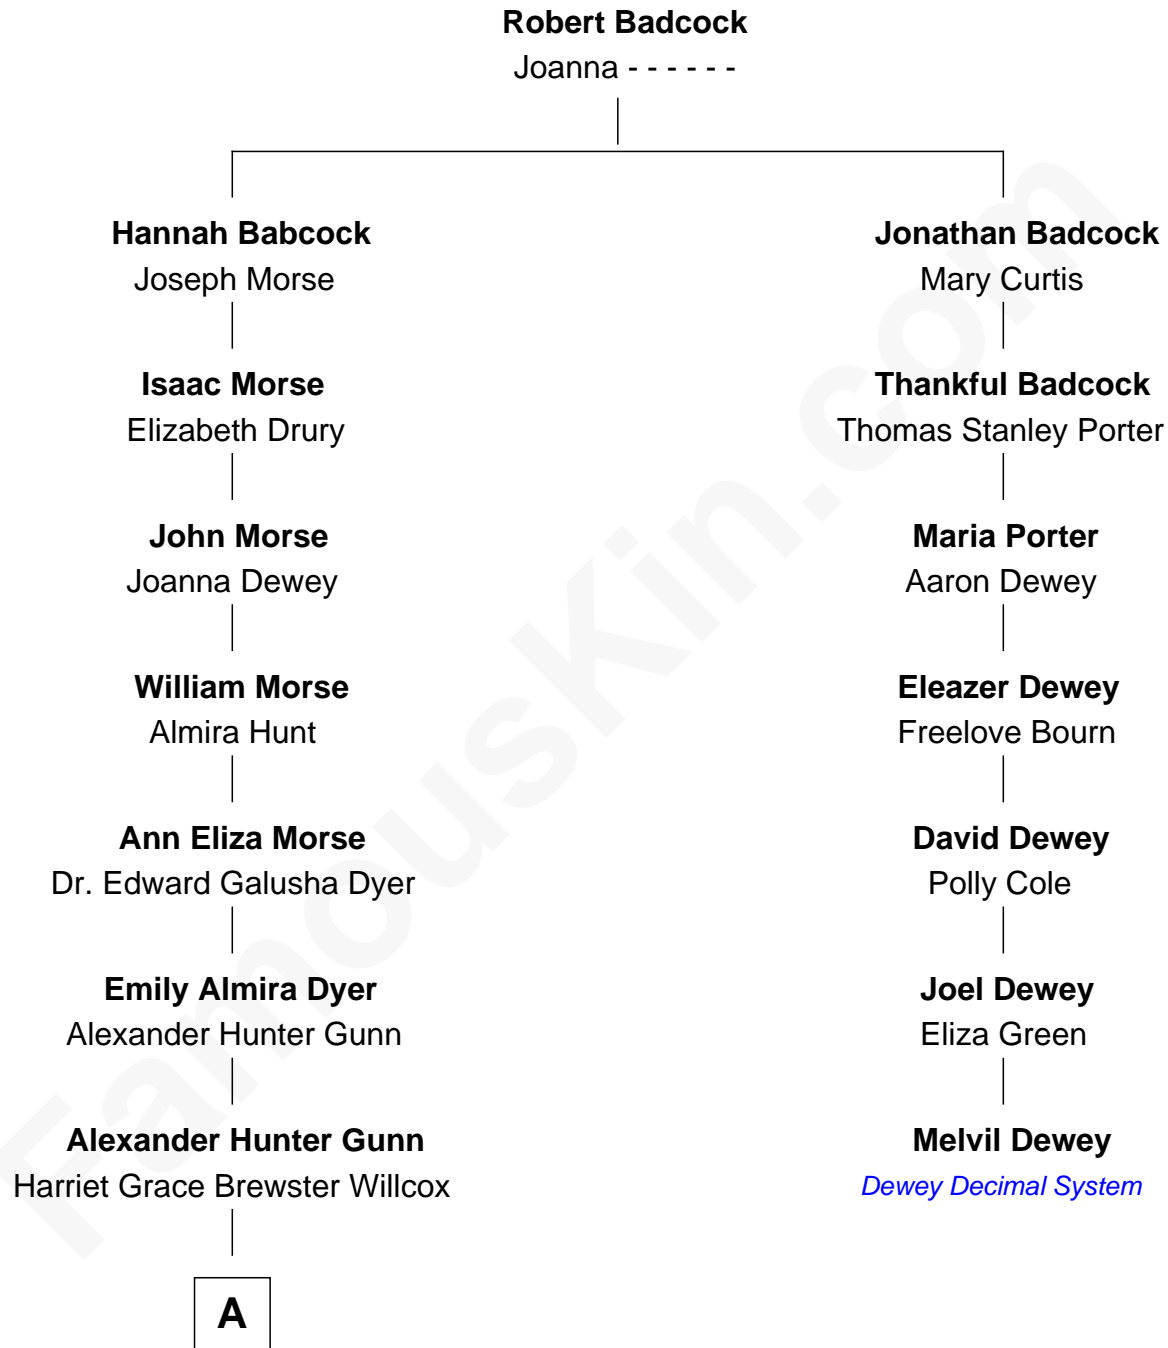 Robert Badcock
Joanna - - - - - -
Hannah Babcock
Joseph Morse
Jonathan Badcock
Mary Curtis
Isaac Morse
Elizabeth Drury
Thankful Badcock
Thomas Stanley Porter
John Morse
Joanna Dewey
Maria Porter
Aaron Dewey
William Morse
Almira Hunt
Eleazer Dewey
Freelove Bourn
Ann Eliza Morse
Dr. Edward Galusha Dyer
David Dewey
Polly Cole
Emily Almira Dyer
Alexander Hunter Gunn
Joel Dewey
Eliza Green
Alexander Hunter Gunn
Harriet Grace Brewster Willcox
Melvil Dewey
Dewey Decimal System
A
FamousKin.com